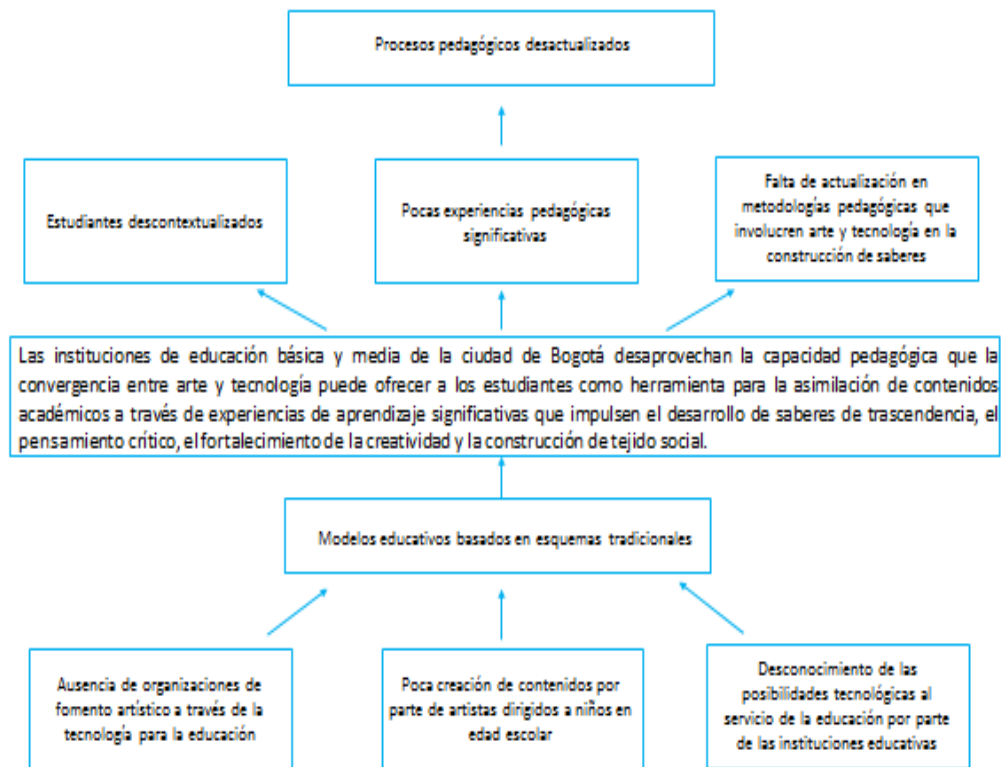 Procesos pedagógicos desactualizados
Estudiantes descontextualizados
Pocas experiencias pedagógicas
significativas
Falta de actualización en
metodologías pedagógicas que
involucren arte y tecnología en la
construcción de saberes
Las instituciones de educación básica y media de la ciudad de Bogotá desaprovechan la capacidad pedagógica que la
convergencia entre arte y tecnología puede ofrecer a los estudiantes como herramienta para la asimilación de contenidos
académicos a través de experiencias de aprendizaje significativas que impulsen el desarrollo de saberes de trascendencia, el
pensamiento crítico, el fortalecimiento de la creatividad y la construcción de tejido social.
Modelos educativos basados en esquemas tradicionales
Ausencia de organizaciones de
fomento artístico a través de la
tecnología para la educación
Poca creación de contenidos por
parte de artistas dirigidos a niños en
edad escolar
Desconocimiento de las
posibilidades tecnológicas al
servicio de la educación por parte
de las instituciones educativas